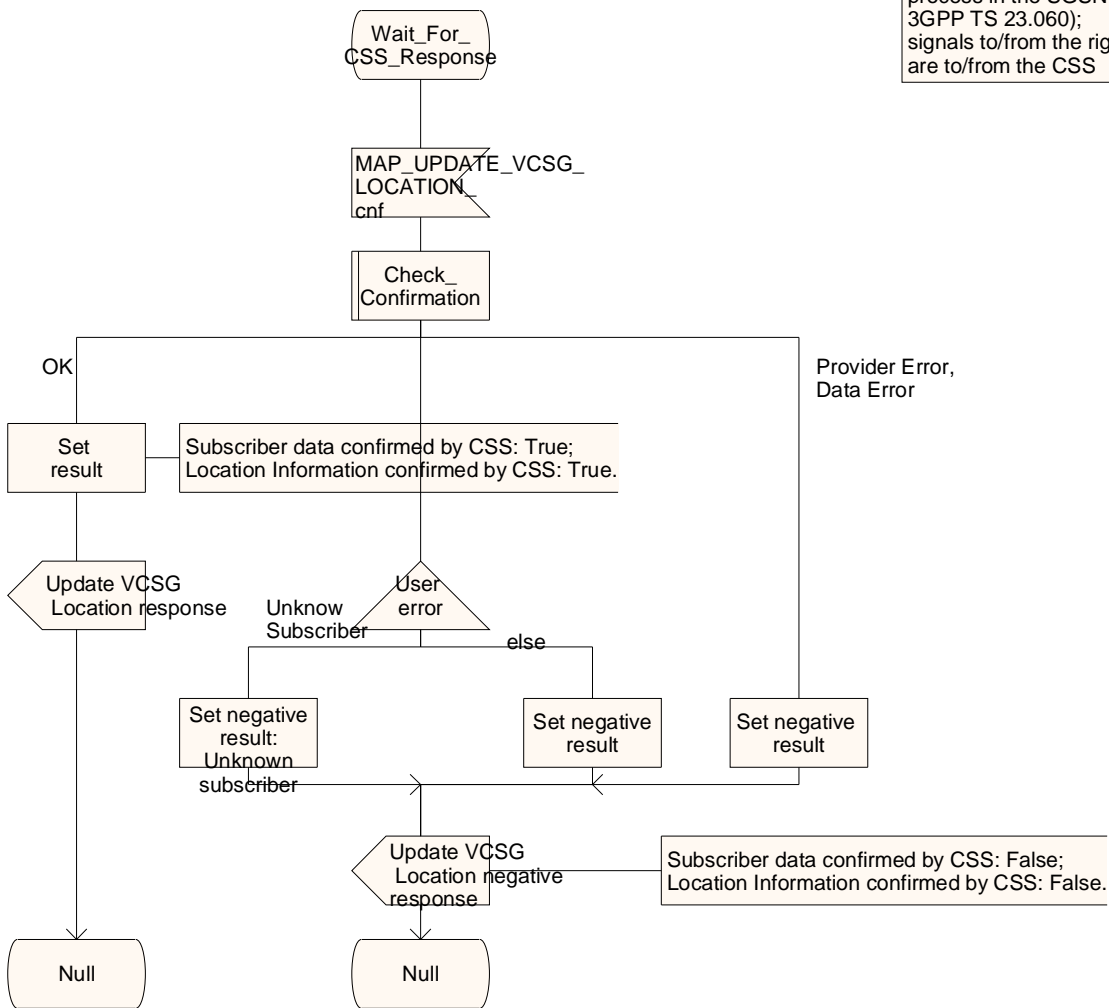 process in the SGSN
3GPP TS 23.060);
signals to/from the rig
are to/from the CSS
Wait_For_
CSS_Response
MAP_UPDATE_VCSG_
LOCATION_
cnf
Check_
Confirmation
OK
Provider Error,
Data Error
Set
result
Subscriber data confirmed by CSS: True;
Location Information confirmed by CSS: True.
Update VCSG
Location response
User
error
Unknow
Subscriber
else
Set negative
result:
Unknown
subscriber
Set negative
result
Set negative
result
Update VCSG
Location negative
response
Subscriber data confirmed by CSS: False;
Location Information confirmed by CSS: False.
Null
Null